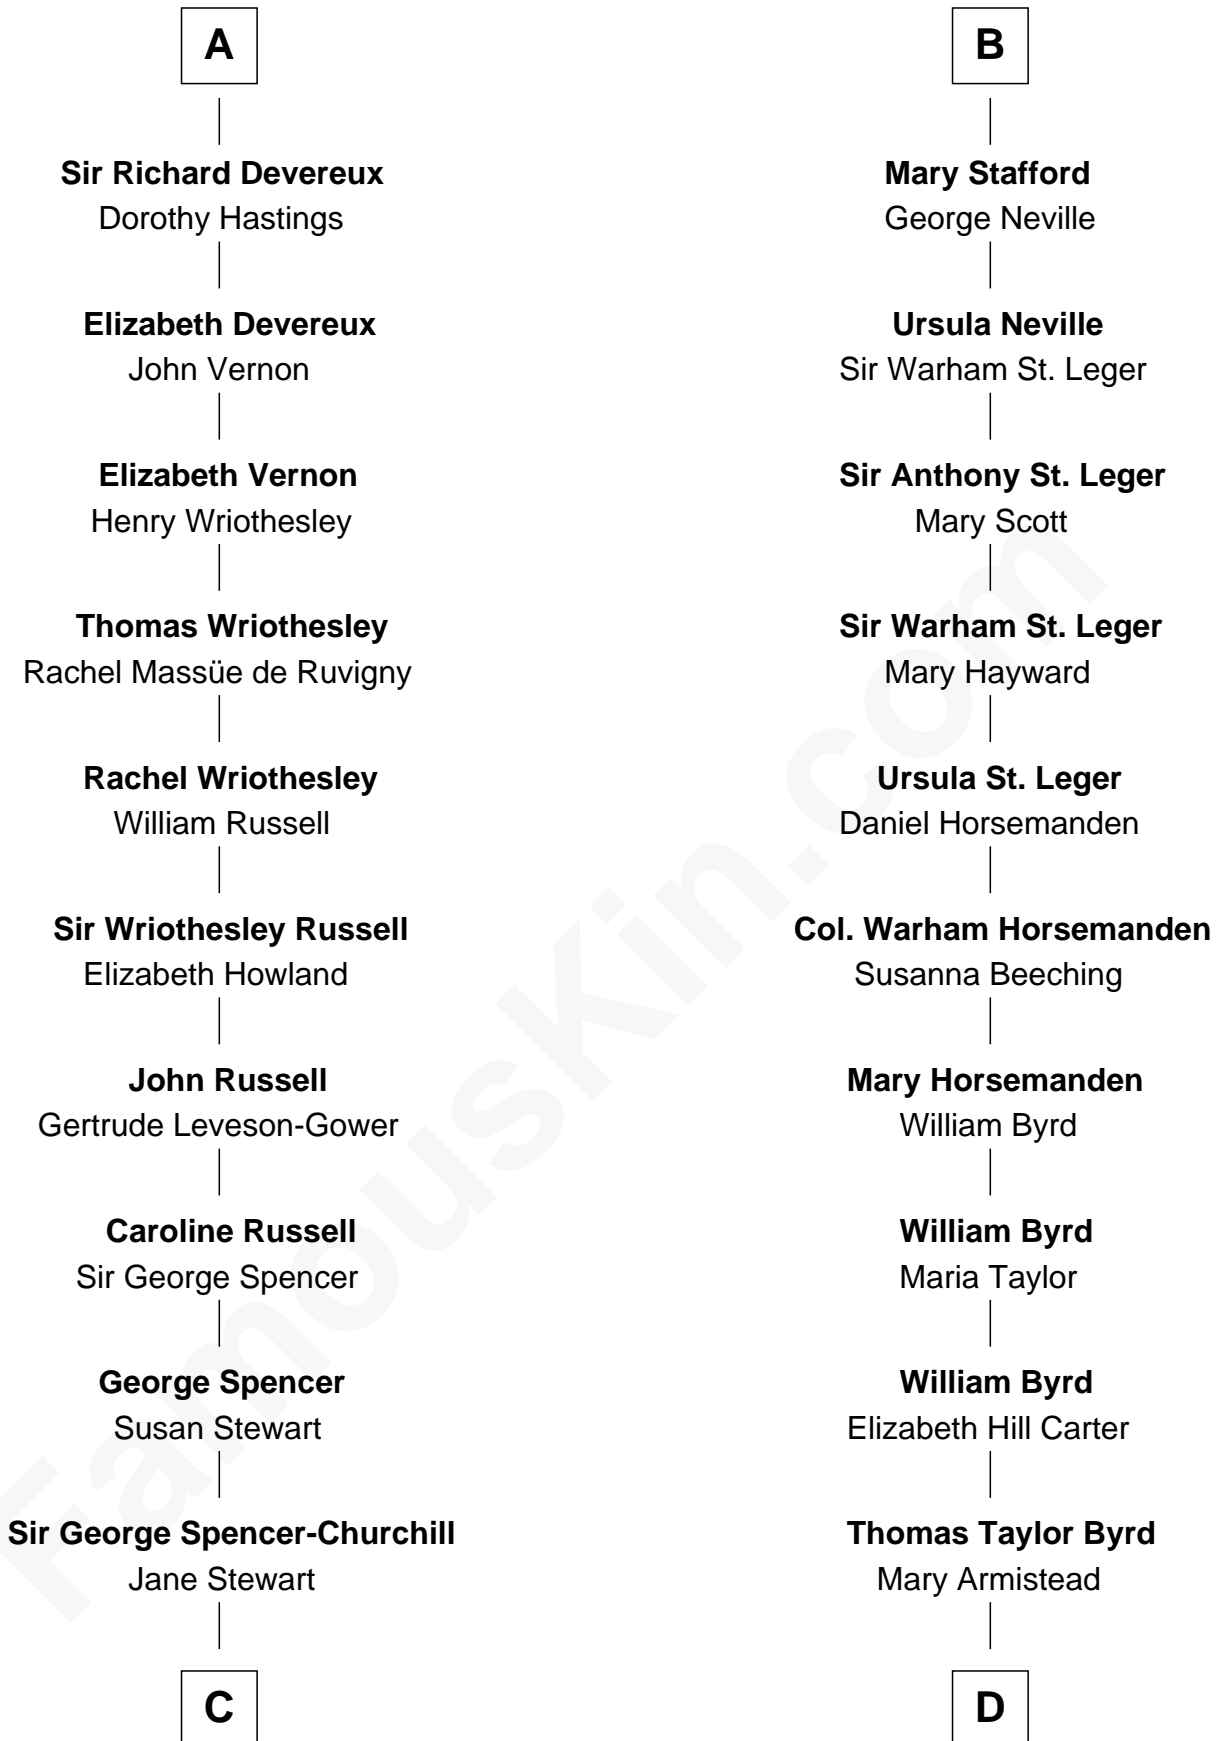 A
Sir Richard Devereux
Dorothy Hastings
Elizabeth Devereux
John Vernon
Elizabeth Vernon
Henry Wriothesley
Thomas Wriothesley
Rachel Massüe de Ruvigny
Rachel Wriothesley
William Russell
Sir Wriothesley Russell
Elizabeth Howland
John Russell
Gertrude Leveson-Gower
Caroline Russell
Sir George Spencer
George Spencer
Susan Stewart
Sir George Spencer-Churchill
Jane Stewart
C
B
Mary Stafford
George Neville
Ursula Neville
Sir Warham St. Leger
Sir Anthony St. Leger
Mary Scott
Sir Warham St. Leger
Mary Hayward
Ursula St. Leger
Daniel Horsemanden
Col. Warham Horsemanden
Susanna Beeching
Mary Horsemanden
William Byrd
William Byrd
Maria Taylor
William Byrd
Elizabeth Hill Carter
Thomas Taylor Byrd
Mary Armistead
D
FamousKin.com